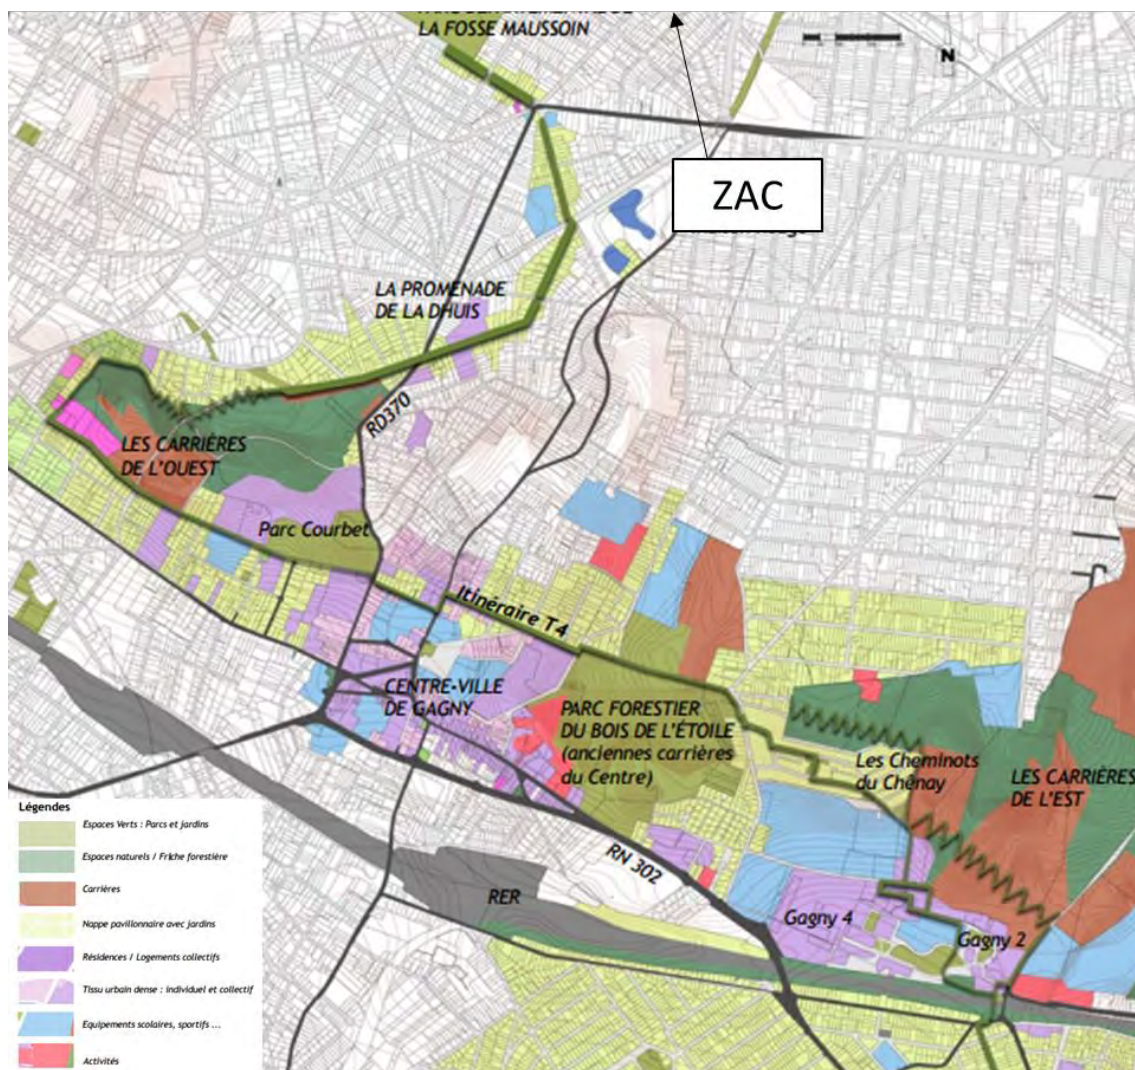 LA FOSSE MAUSSOIN
N
ZAC
LA PROMENADE
DE LA DHUIS
RD370
LES CARRIÈRES
DE L'OUEST
Parc Courbet
Itinéraire T4
CENTRE-VILLE
DE GAGNY
PARC FORESTIER
DU BOIS DE L'ÉTOILE
(anciennes carrières
du Centre)
Les Cheminots
du Chênay
LES CARRIÈRES
DE L'EST
RN 302
RER
Gagny 4
Gagny 2
Légendes
Espaces Verts : Parcs et jardins
Espaces naturels / Friche forestière
Carrières
Nappe pavillonnaire avec jardins
Résidences / Logements collectifs
Tissu urbain dense : individuel et collectif
Equipements scolaires, sportifs ...
Activités